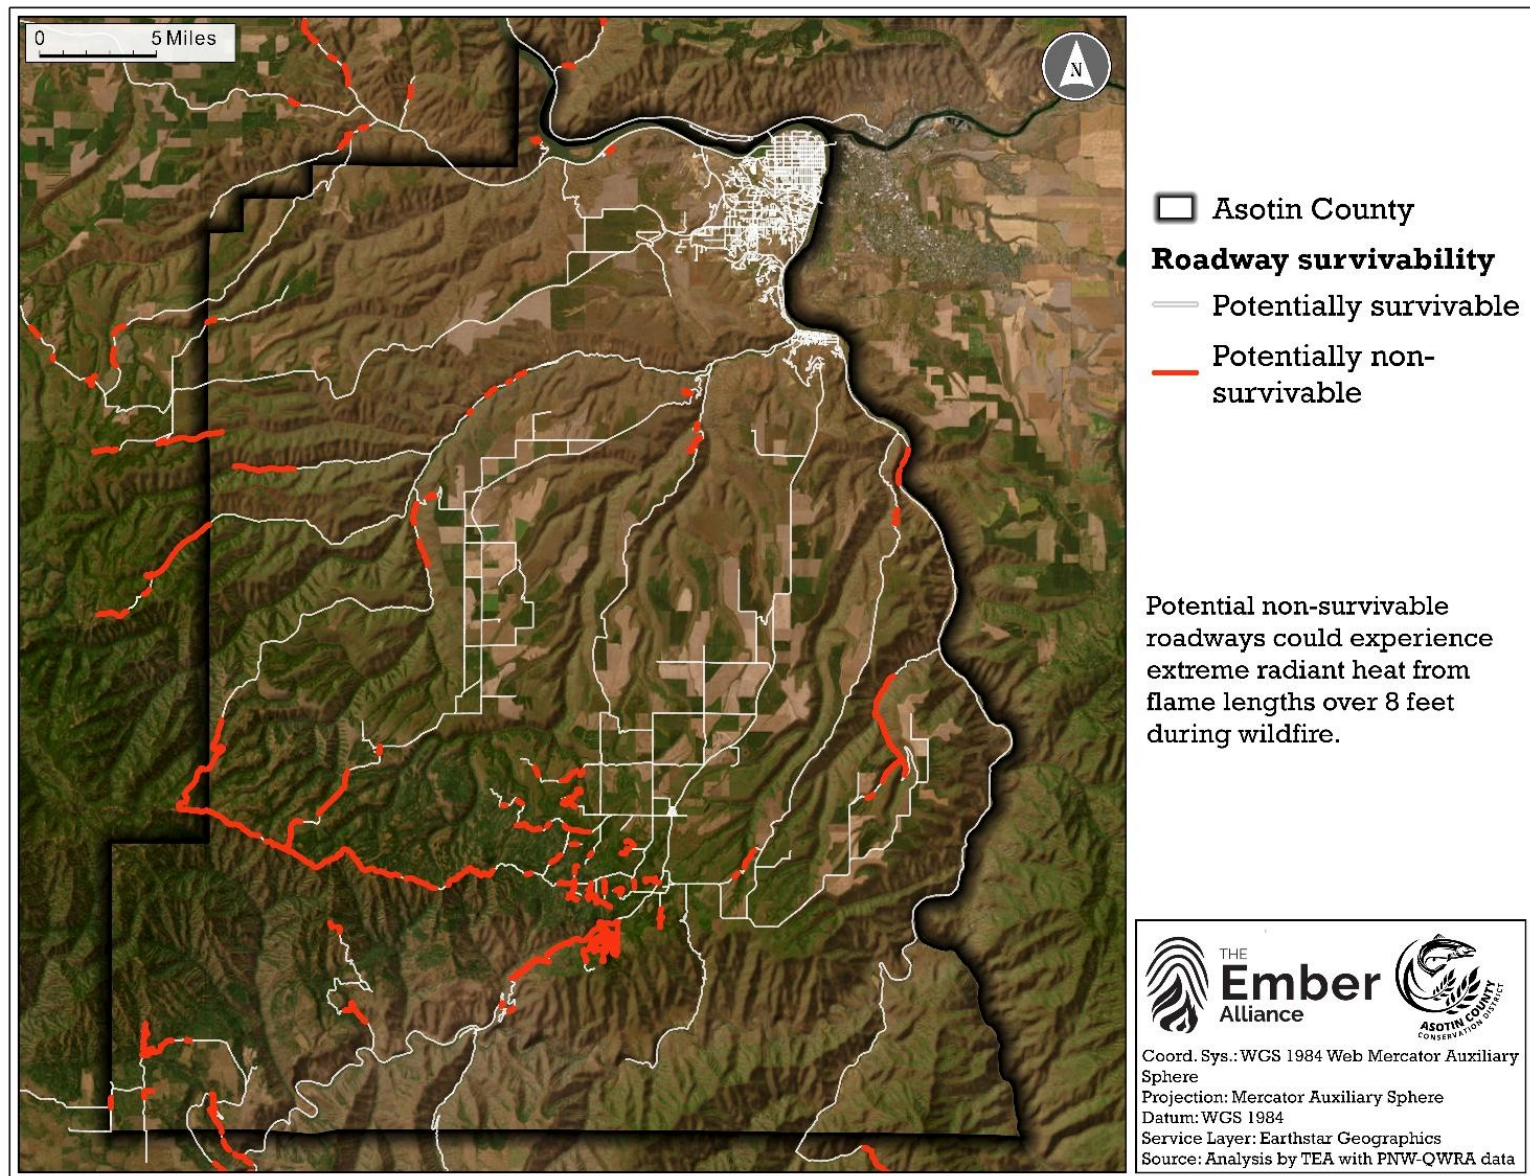 0 5 Miles
N
Asotin County
Roadway survivability
Potentially survivable
Potentially non-
survivable
Potential non-survivable
roadways could experience
extreme radiant heat from
flame lengths over 8 feet
during wildfire.
THE
Ember
Alliance
ASOTIN COUNTY
CONSERVATION DISTRICT
Coord. Sys.: WGS 1984 Web Mercator Auxiliary
Sphere
Projection: Mercator Auxiliary Sphere
Datum: WGS 1984
Service Layer: Earthstar Geographics
Source: Analysis by TEA with PNW-QWRA data